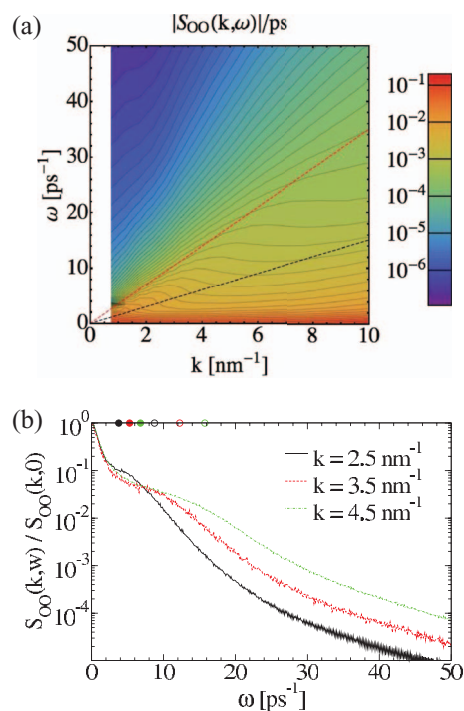 (a)
|S_OO(k,ω)|/ps
50
40
30
20
10
0
ω [ps⁻¹]
0 2 4 6 8 10
k [nm⁻¹]
10⁻¹
10⁻²
10⁻³
10⁻⁴
10⁻⁵
10⁻⁶
(b)
10⁰
10⁻¹
10⁻²
10⁻³
10⁻⁴
S_OO(k,w) / S_OO(k,0)
k = 2.5 nm⁻¹
k = 3.5 nm⁻¹
k = 4.5 nm⁻¹
0 10 20 30 40 50
ω [ps⁻¹]